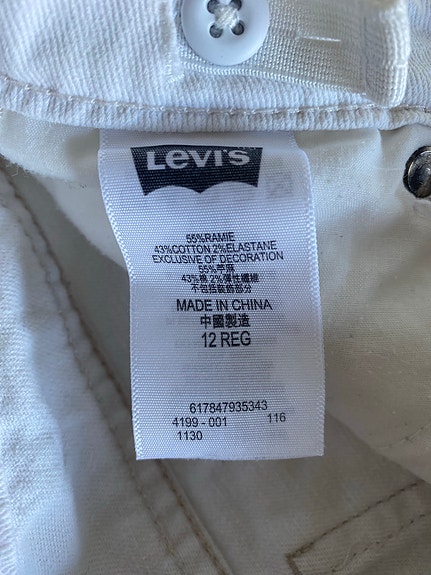 Levi's
55%RAMIE
43%COTTON 2%ELASTANE
EXCLUSIVE OF DECORATION
55%苧麻
43%棉 2%彈性纖維
不包括裝飾部分
MADE IN CHINA
中國製造
12 REG
617847935343
4199 - 001 116
1130